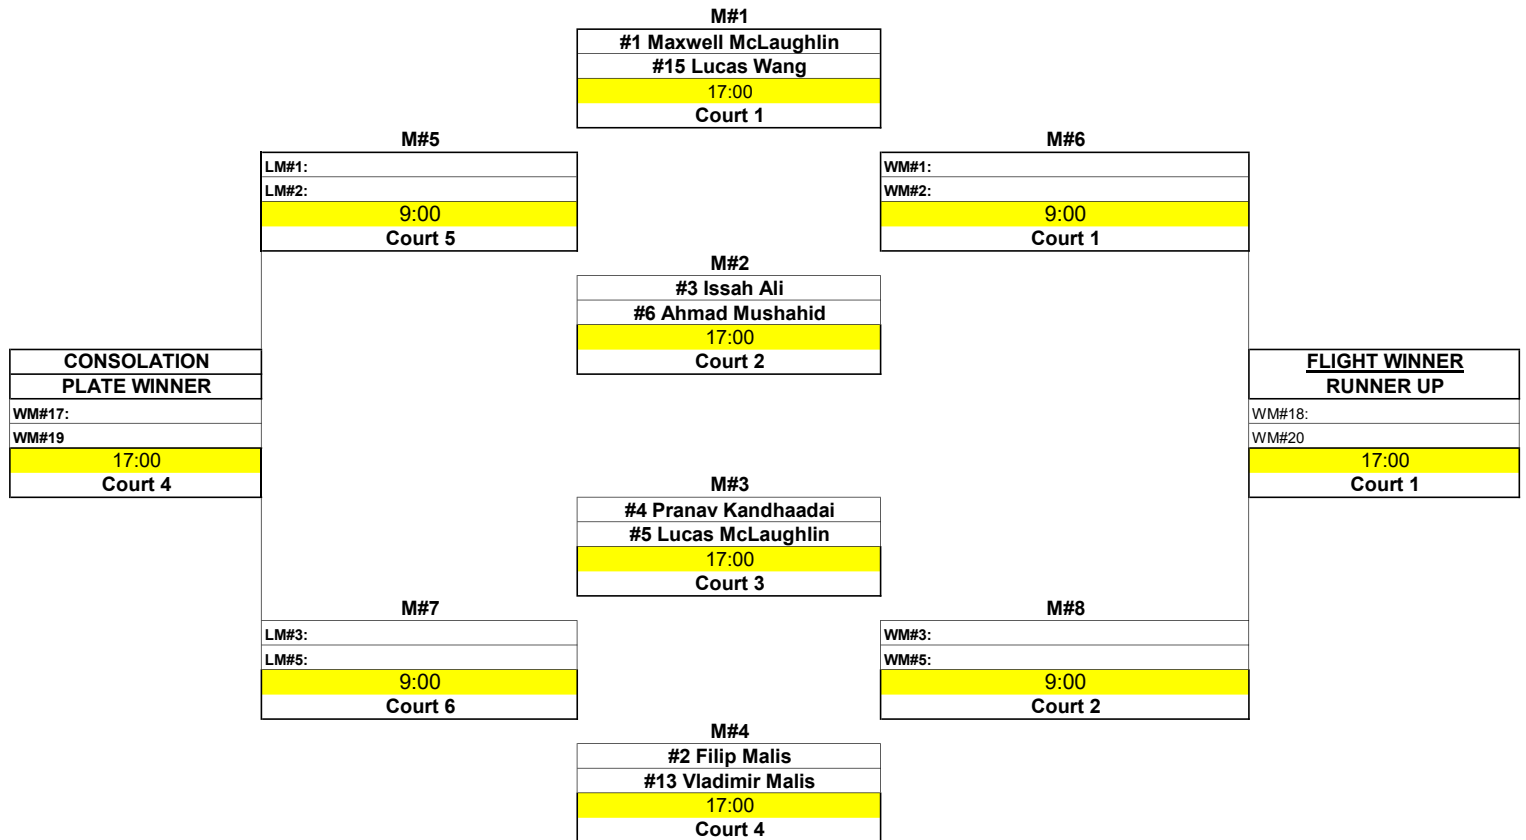 M#1
#1 Maxwell McLaughlin
#15 Lucas Wang
17:00
Court 1
M#5
LM#1:
LM#2:
9:00
Court 5
M#6
WM#1:
WM#2:
9:00
Court 1
M#2
#3 Issah Ali
#6 Ahmad Mushahid
17:00
Court 2
CONSOLATION
PLATE WINNER
WM#17:
WM#19
17:00
Court 4
FLIGHT WINNER
RUNNER UP
WM#18:
WM#20
17:00
Court 1
M#3
#4 Pranav Kandhaadai
#5 Lucas McLaughlin
17:00
Court 3
M#7
LM#3:
LM#5:
9:00
Court 6
M#8
WM#3:
WM#5:
9:00
Court 2
M#4
#2 Filip Malis
#13 Vladimir Malis
17:00
Court 4